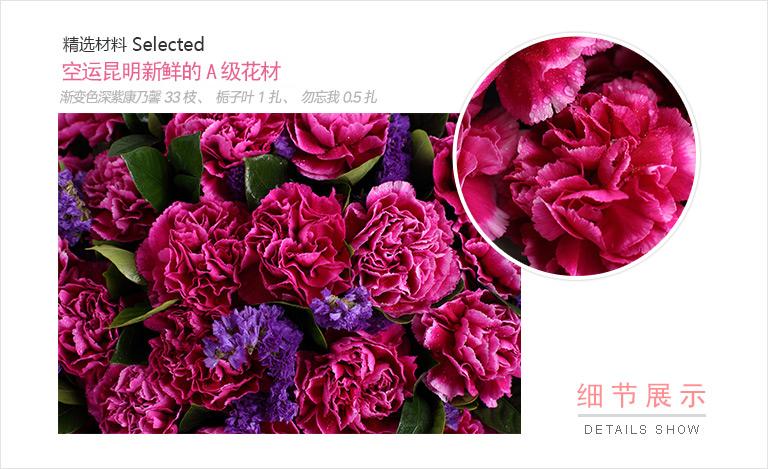 精选材料 Selected
空运昆明新鲜的 A 级花材
渐变色深紫康乃馨 33 枝、 栀子叶 1 扎、 勿忘我 0.5 扎
细节展示
DETAILS SHOW